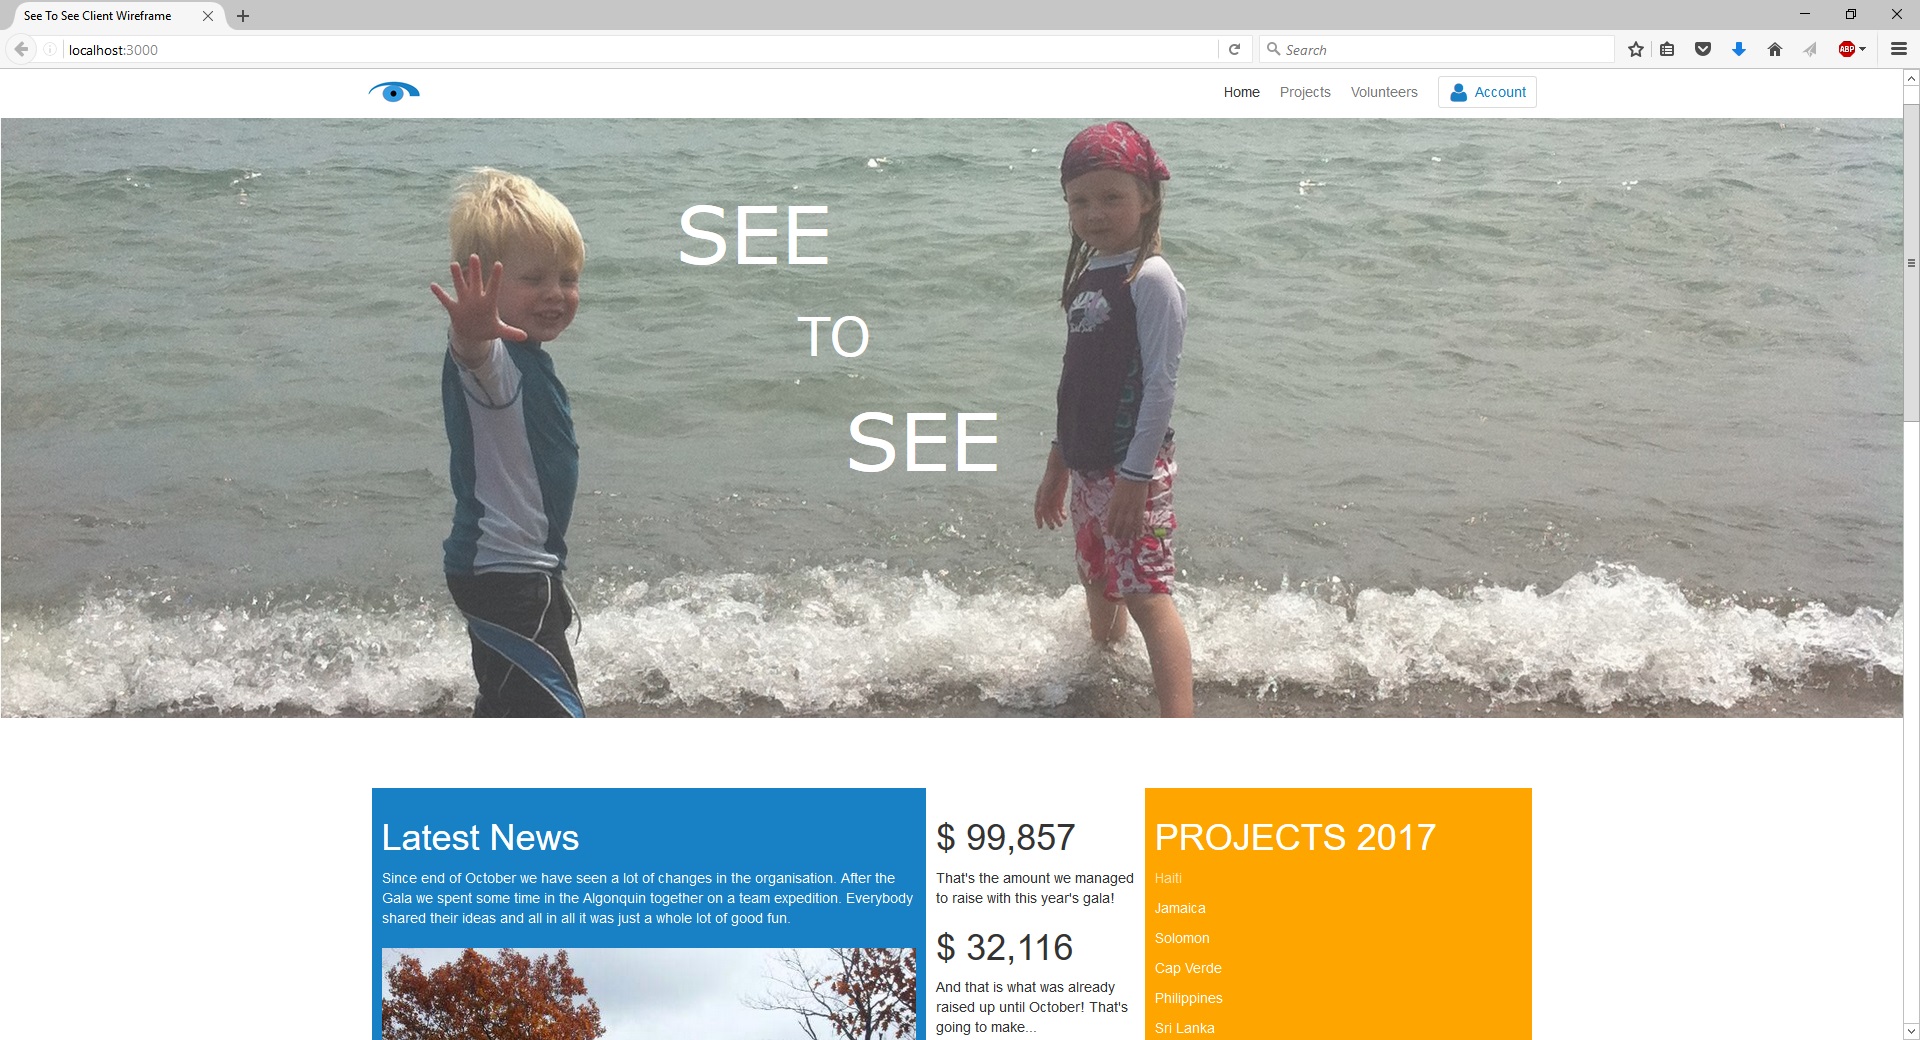 See To See Client Wireframe
localhost:3000
Search
ABP
Home Projects Volunteers Account
SEE
TO
SEE
Latest News
Since end of October we have seen a lot of changes in the organisation. After the
Gala we spent some time in the Algonquin together on a team expedition. Everybody
shared their ideas and all in all it was just a whole lot of good fun.
$ 99,857
That's the amount we managed
to raise with this year's gala!
$ 32,116
And that is what was already
raised up until October! That's
going to make...
PROJECTS 2017
Haiti
Jamaica
Solomon
Cap Verde
Philippines
Sri Lanka